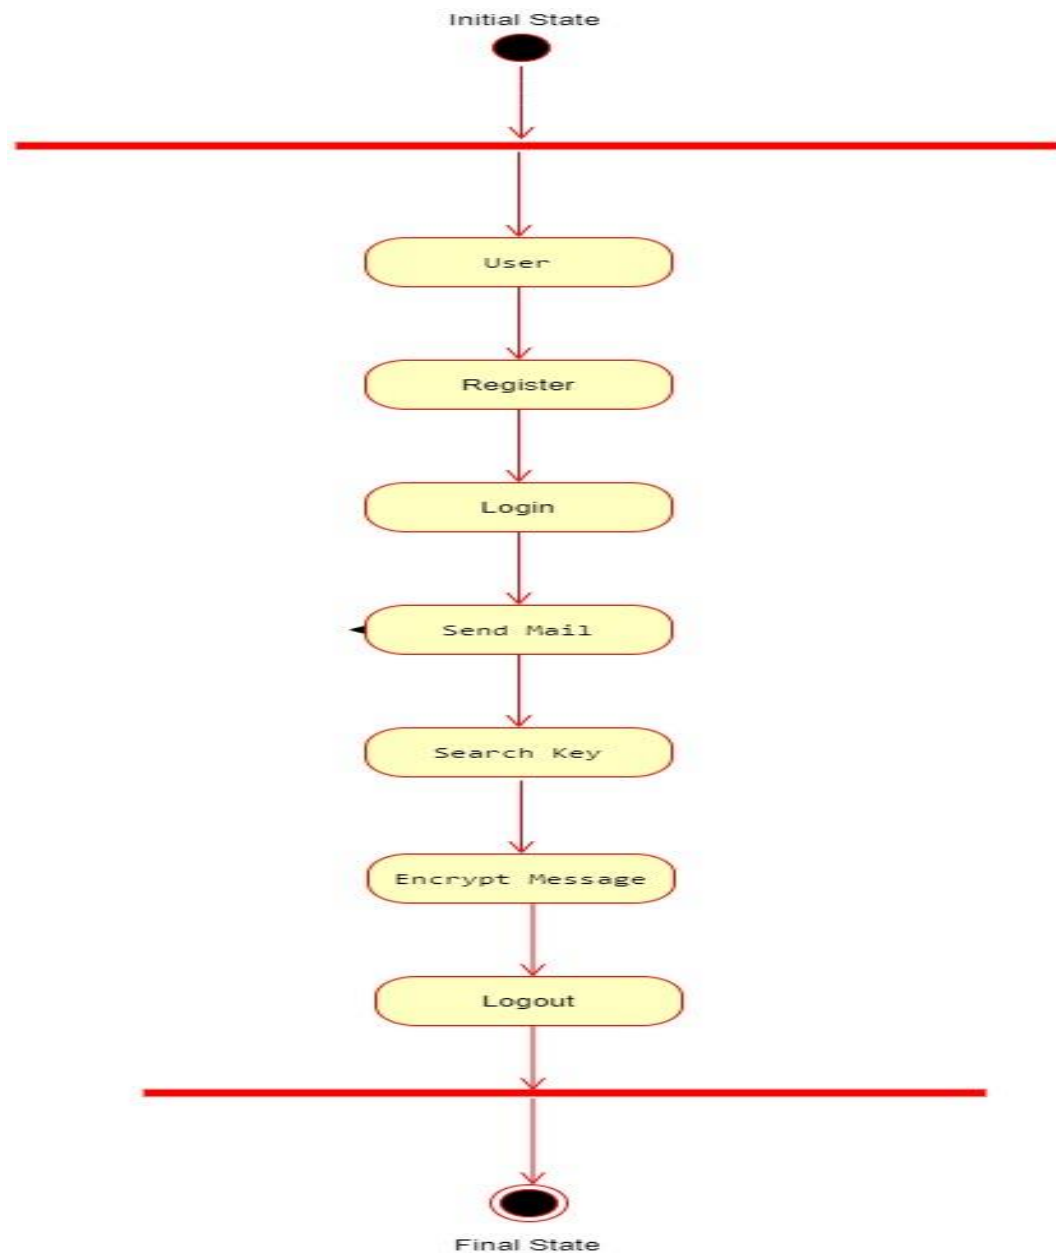 Initial State
User
Register
Login
Send Mail
Search Key
Encrypt Message
Logout
Final State